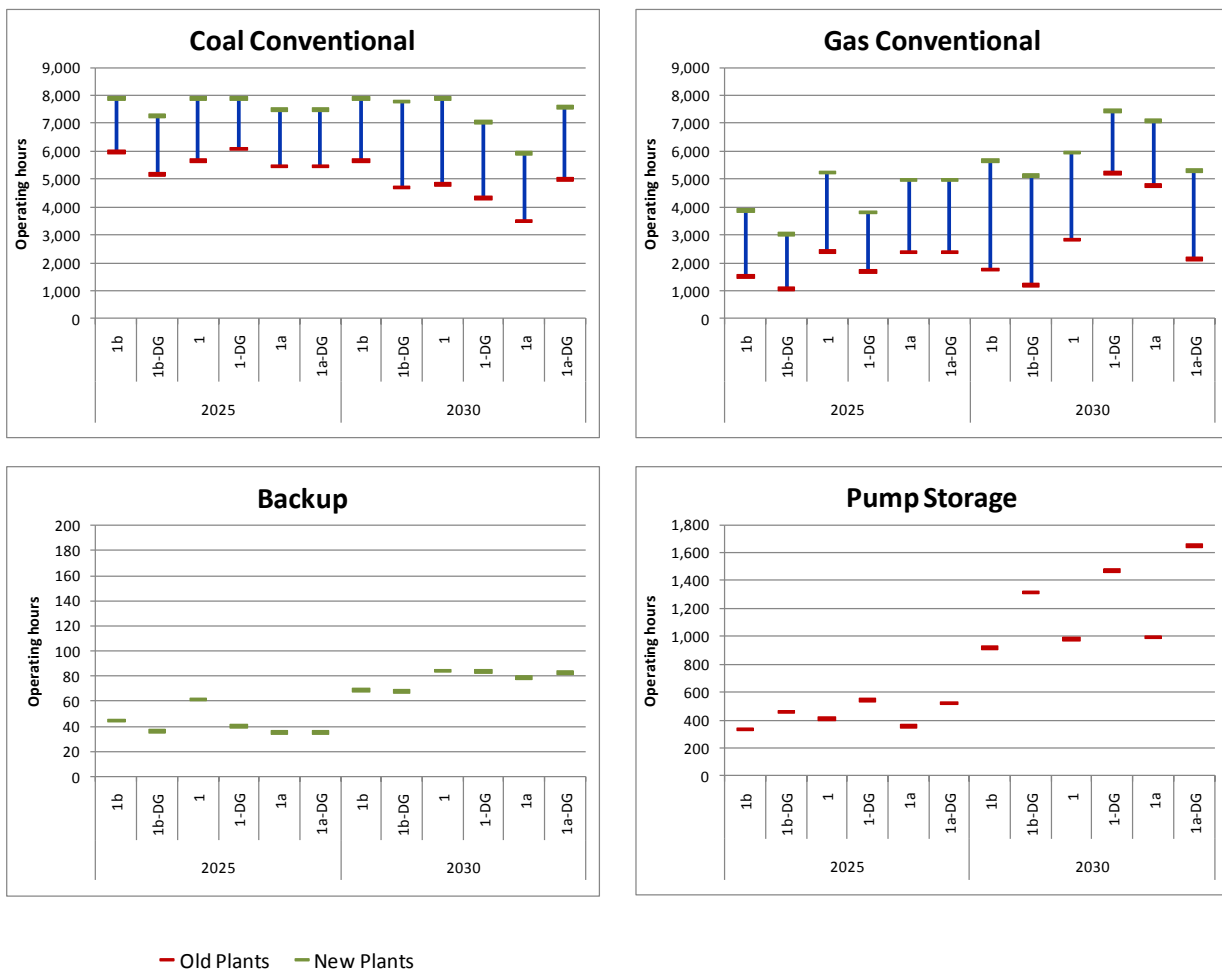 Coal Conventional
Operating hours
9,000
8,000
7,000
6,000
5,000
4,000
3,000
2,000
1,000
0
1b
1b-DG
1
1-DG
1a
1a-DG
1b
1b-DG
1
1-DG
1a
1a-DG
2025 2030
Gas Conventional
Operating hours
9,000
8,000
7,000
6,000
5,000
4,000
3,000
2,000
1,000
0
1b
1b-DG
1
1-DG
1a
1a-DG
1b
1b-DG
1
1-DG
1a
1a-DG
2025 2030
Backup
Operating hours
200
180
160
140
120
100
80
60
40
20
0
1b
1b-DG
1
1-DG
1a
1a-DG
1b
1b-DG
1
1-DG
1a
1a-DG
2025 2030
Pump Storage
Operating hours
1,800
1,600
1,400
1,200
1,000
800
600
400
200
0
1b
1b-DG
1
1-DG
1a
1a-DG
1b
1b-DG
1
1-DG
1a
1a-DG
2025 2030
Old Plants New Plants